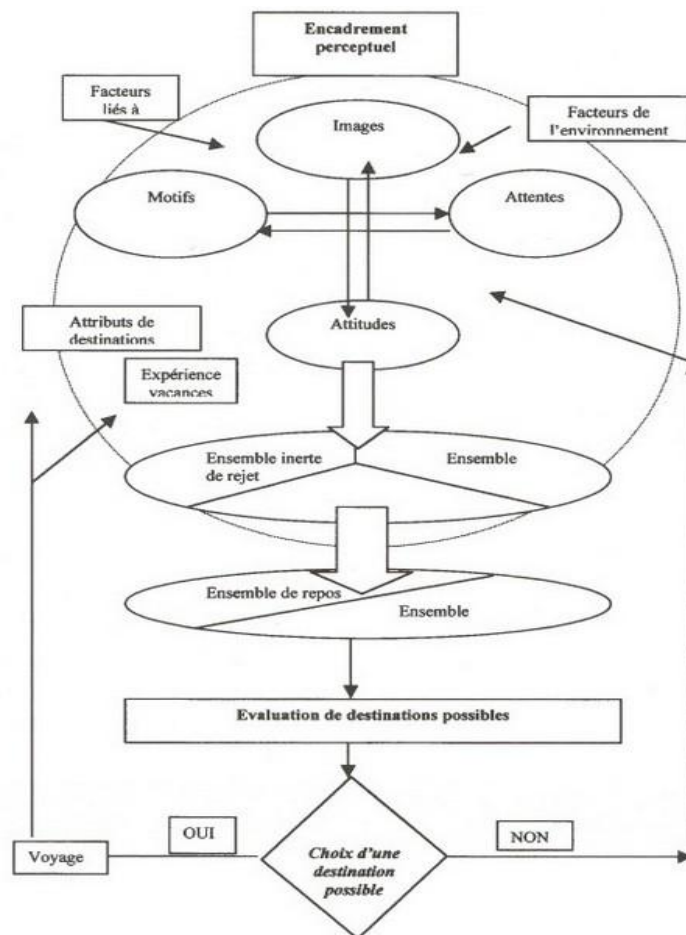 Encadrement
perceptuel
Facteurs
liés à
Images
Facteurs de
l'environnement
Motifs
Attentes
Attributs de
destinations
Attitudes
Expérience
vacances
Ensemble inerte
de rejet
Ensemble
Ensemble de repos
Ensemble
Evaluation de destinations possibles
OUI
NON
Voyage
Choix d'une
destination
possible